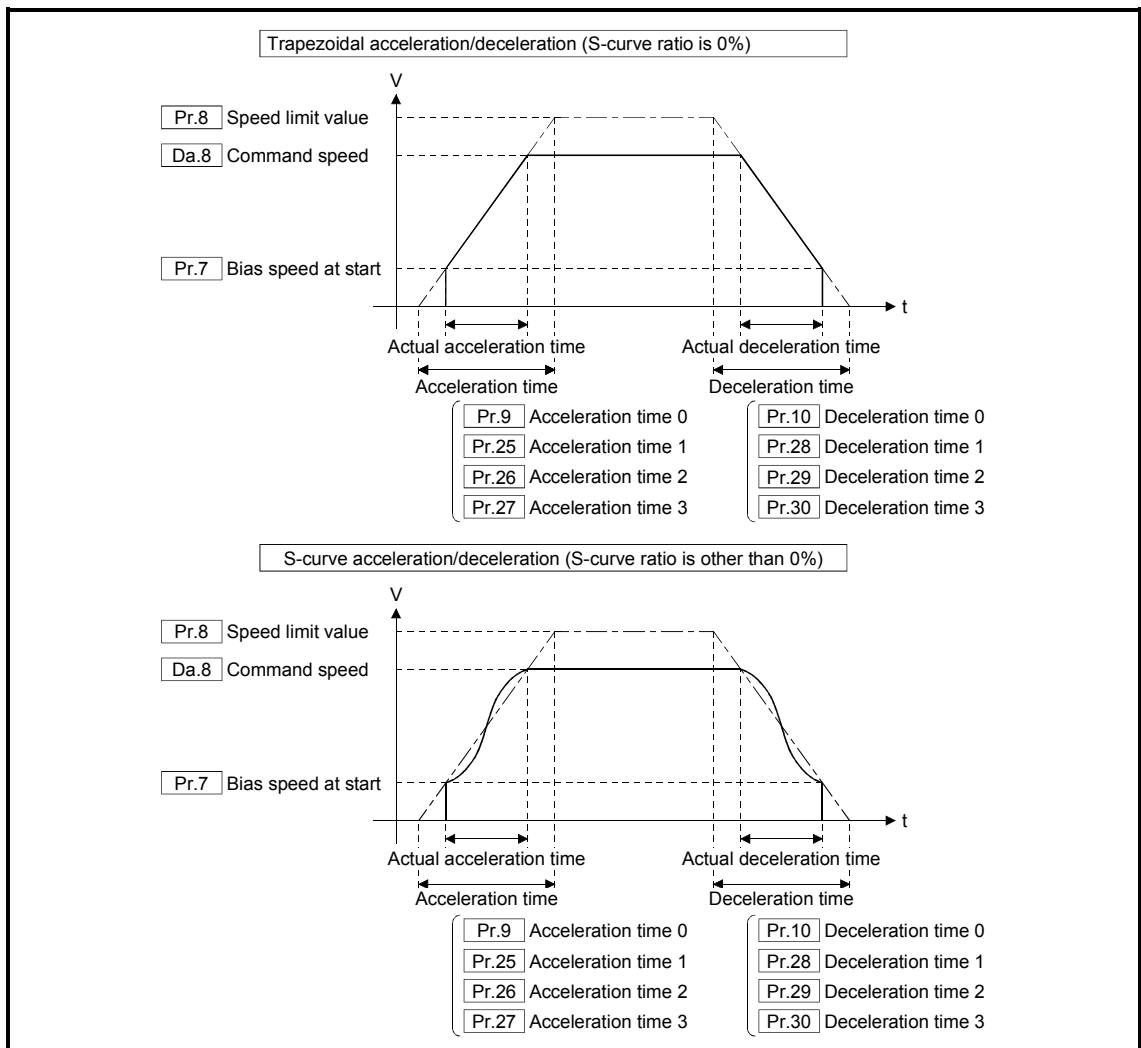 Trapezoidal acceleration/deceleration (S-curve ratio is 0%)
V
Pr.8 Speed limit value
Da.8 Command speed
Pr.7 Bias speed at start
t
Actual acceleration time Actual deceleration time
Acceleration time Deceleration time
Pr.9 Acceleration time 0 Pr.10 Deceleration time 0
Pr.25 Acceleration time 1 Pr.28 Deceleration time 1
Pr.26 Acceleration time 2 Pr.29 Deceleration time 2
Pr.27 Acceleration time 3 Pr.30 Deceleration time 3
S-curve acceleration/deceleration (S-curve ratio is other than 0%)
V
Pr.8 Speed limit value
Da.8 Command speed
Pr.7 Bias speed at start
t
Actual acceleration time Actual deceleration time
Acceleration time Deceleration time
Pr.9 Acceleration time 0 Pr.10 Deceleration time 0
Pr.25 Acceleration time 1 Pr.28 Deceleration time 1
Pr.26 Acceleration time 2 Pr.29 Deceleration time 2
Pr.27 Acceleration time 3 Pr.30 Deceleration time 3